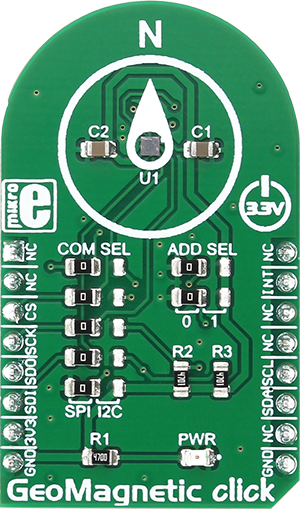 N
C2 C1
U1
mikro e
3.3V
COM SEL ADD SEL
0 1
R2 R3
SPI I2C
R1 PWR
4700
NC
NC
CS
SCK
SDO
SDI
3V3
GND
NC
INT
NC
NC
SCL
SDA
NC
GND
GeoMagnetic click